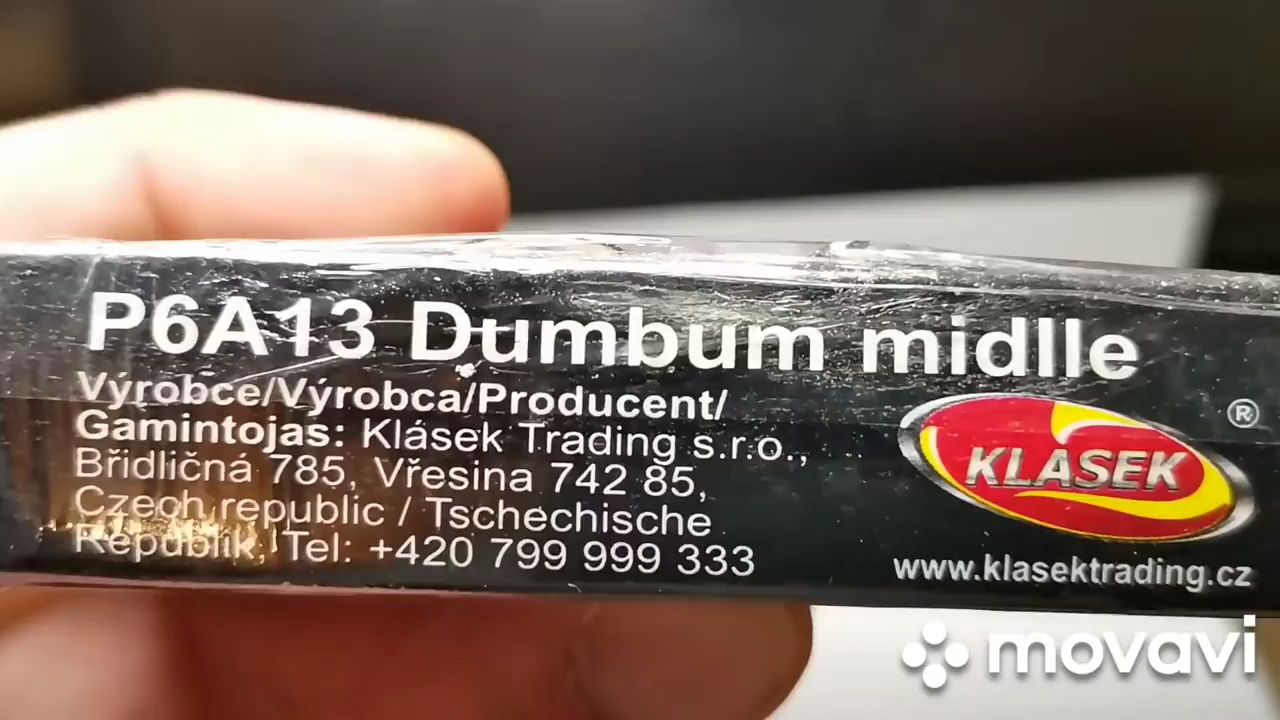 P6A13 Dumbum midlle
Výrobce/Výrobca/Producent/
Gamintojas: Klásek Trading s.r.o.,
Břidličná 785, Vřesina 742 85,
Czech republic / Tschechische
Republik, Tel: +420 799 999 333
KLASEK ®
www.klasektrading.cz
movavi